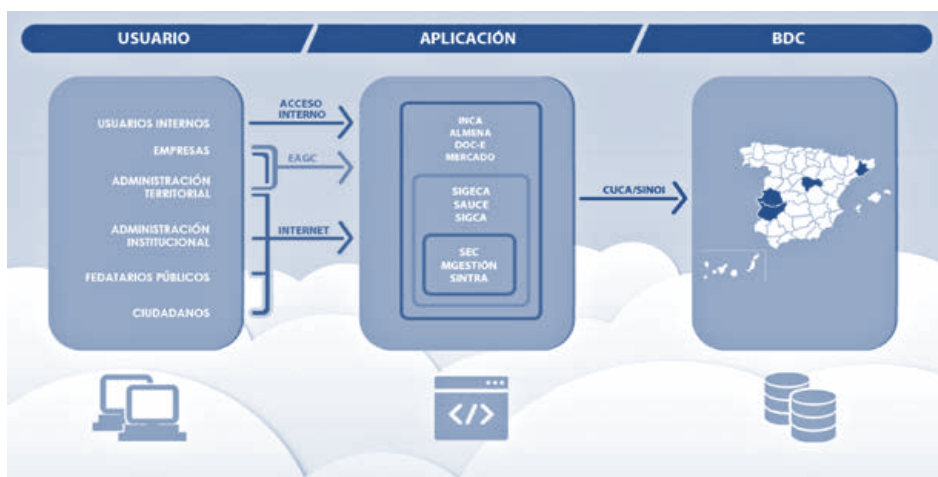 USUARIO
APLICACIÓN
BDC
USUARIOS INTERNOS
EMPRESAS
ADMINISTRACIÓN
TERRITORIAL
ADMINISTRACIÓN
INSTITUCIONAL
FEDATARIOS PÚBLICOS
CIUDADANOS
ACCESO
INTERNO
EAGC
INTERNET
INCA
ALMENA
DOC-E
MERCADO
SIGECA
SAUCE
SIGCA
SEC
MGESTIÓN
SINTRA
CUCA/SINOI